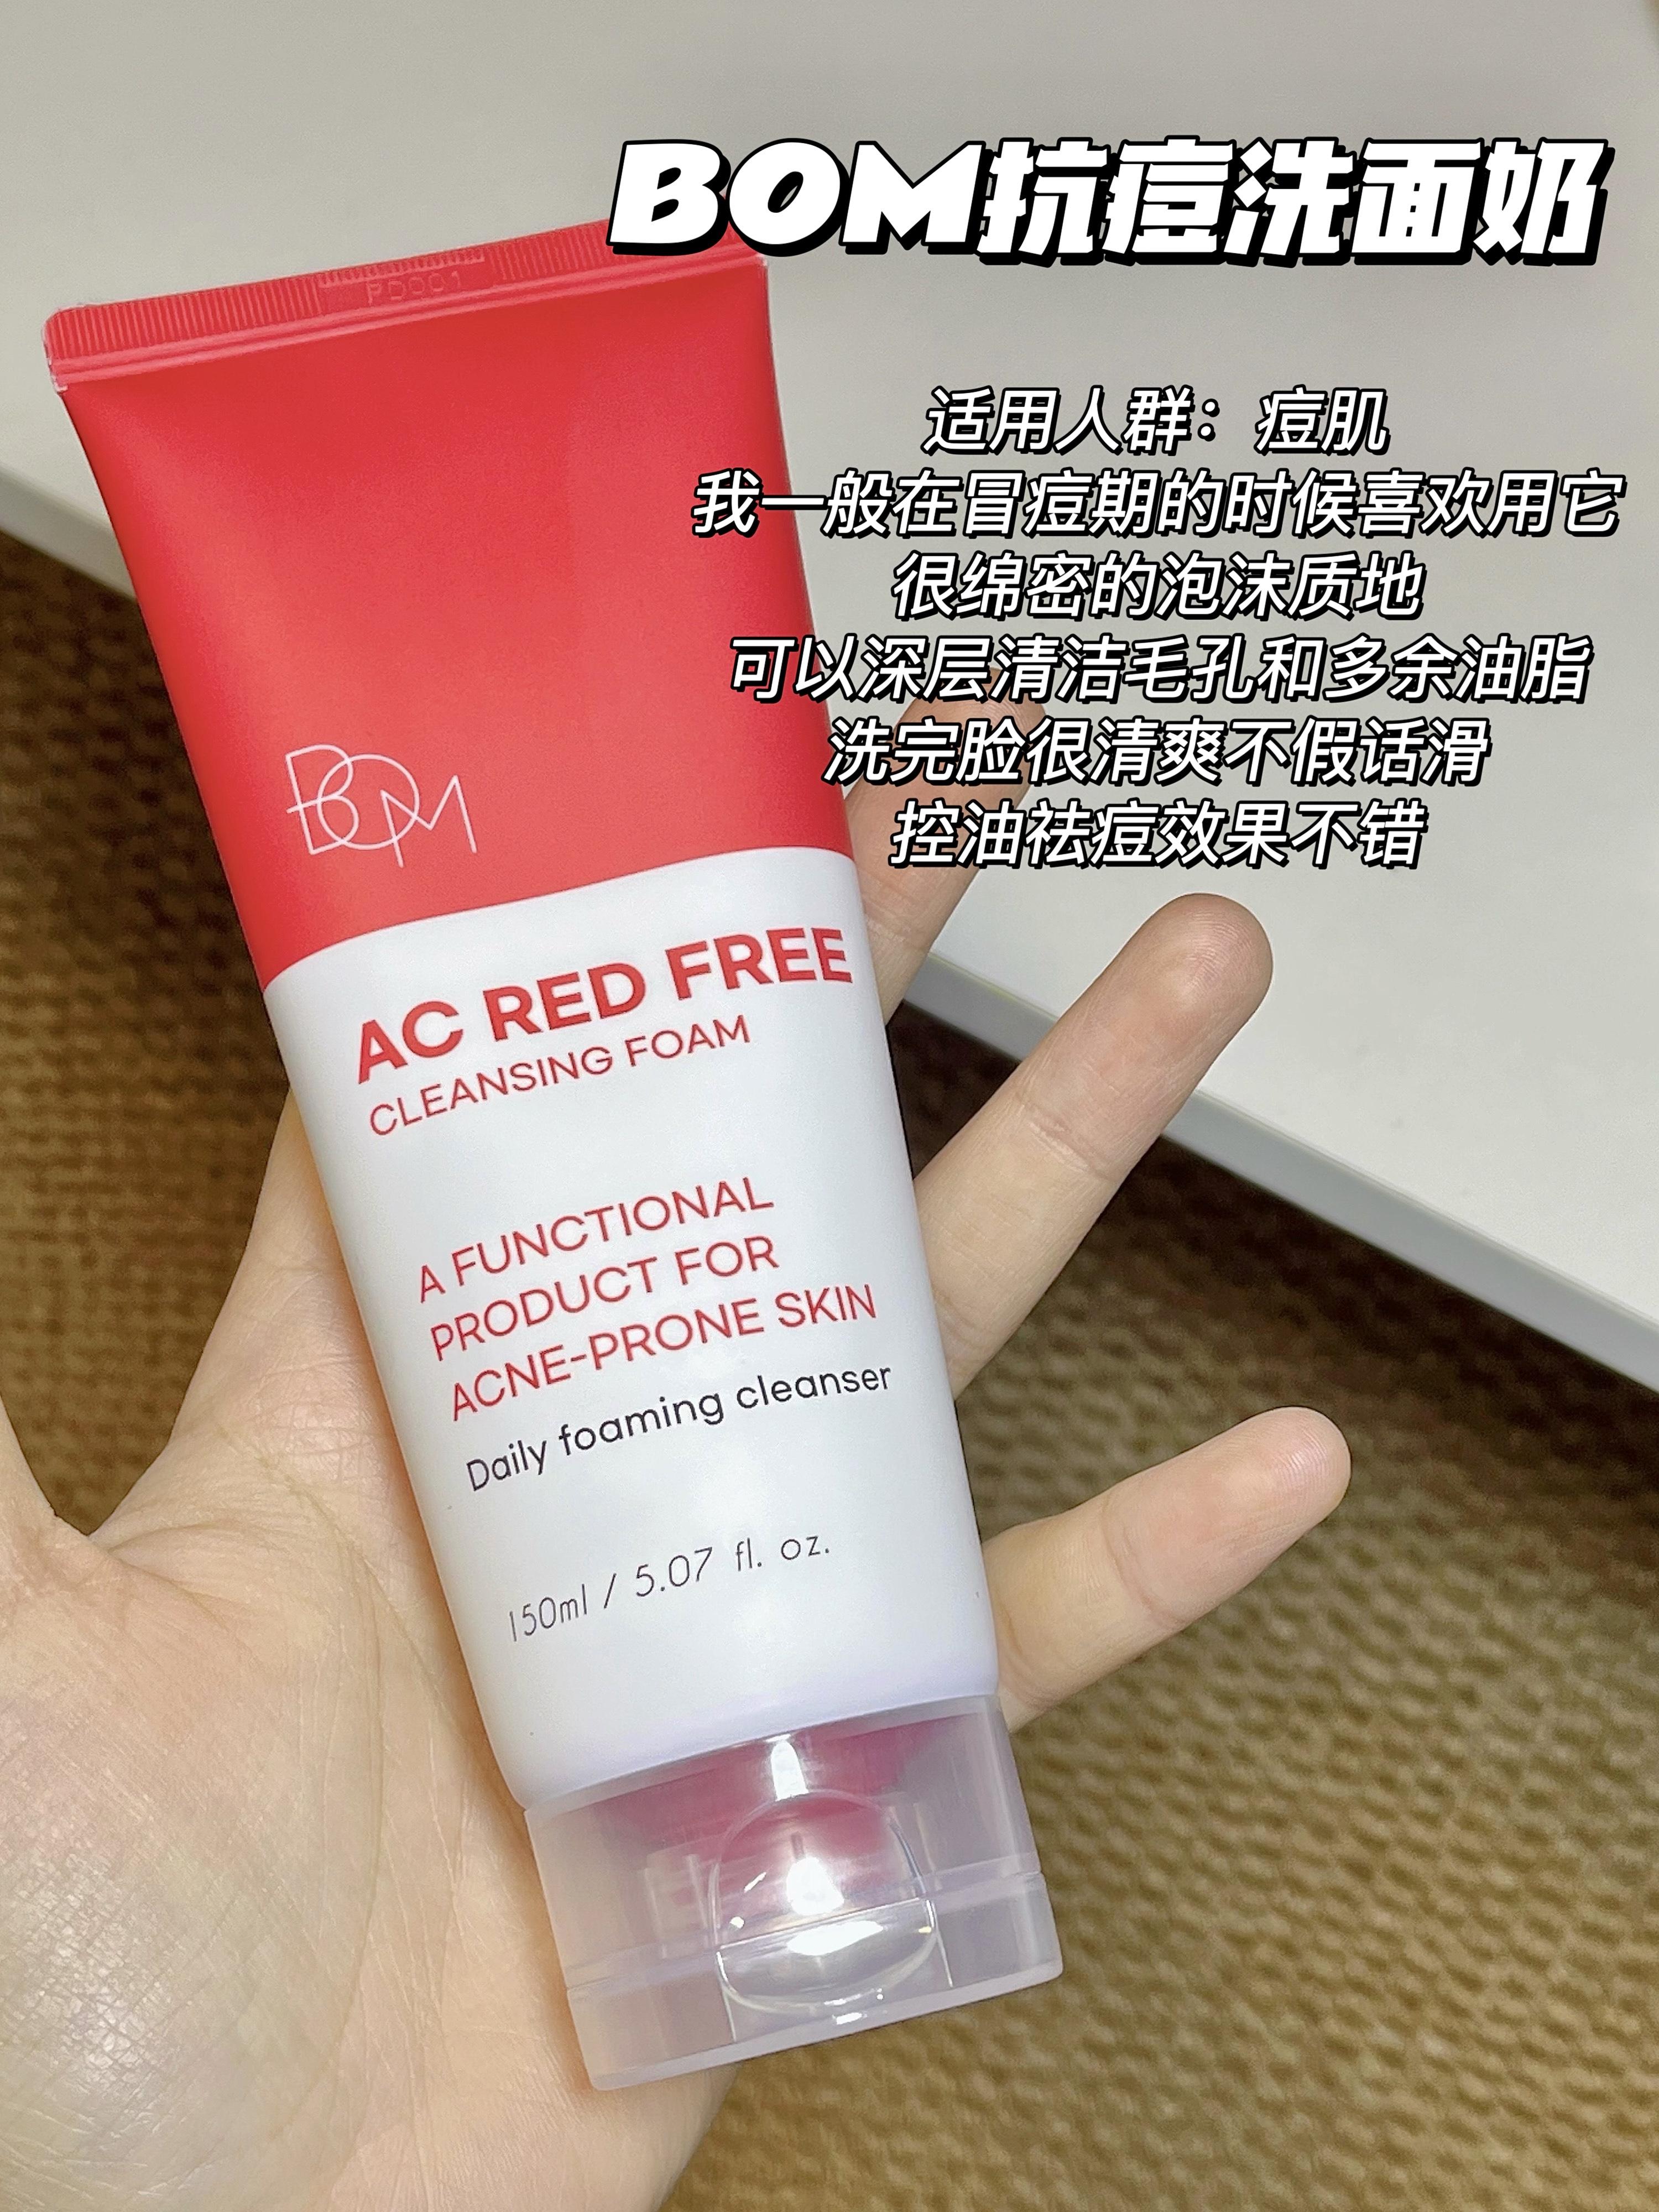 BOM抗痘洗面奶
适用人群：痘肌
我一般在冒痘期的时候喜欢用它
很绵密的泡沫质地
可以深层清洁毛孔和多余油脂
洗完脸很清爽不假话滑
控油祛痘效果不错
PD001
BOM
AC RED FREE
CLEANSING FOAM
A FUNCTIONAL
PRODUCT FOR
ACNE-PRONE SKIN
Daily foaming cleanser
150ml / 5.07 fl. oz.